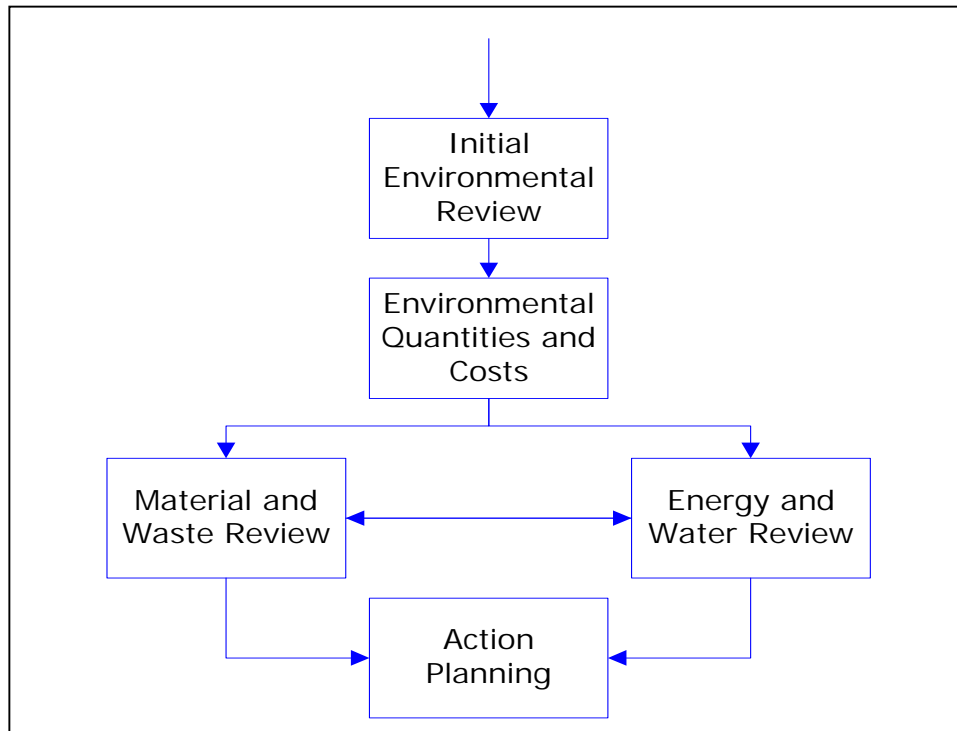 Initial
Environmental
Review
Environmental
Quantities and
Costs
Material and
Waste Review
Energy and
Water Review
Action
Planning